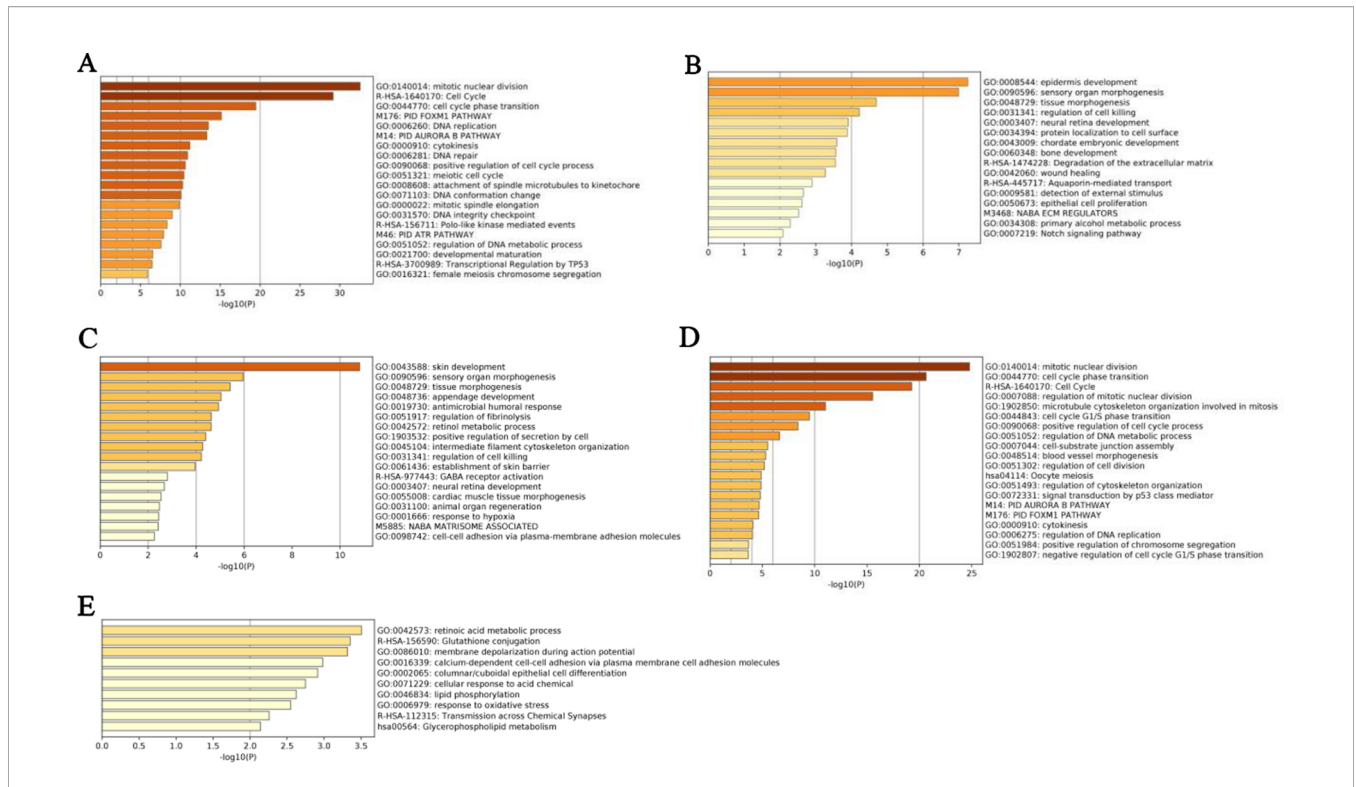 A
GO:0140014: mitotic nuclear division
R-HSA-1640170: Cell Cycle
GO:0044770: cell cycle phase transition
M176: PID FOXM1 PATHWAY
GO:0006260: DNA replication
M14: PID AURORA B PATHWAY
GO:0000910: cytokinesis
GO:0006281: DNA repair
GO:0090068: positive regulation of cell cycle process
GO:0051321: meiotic cell cycle
GO:0008608: attachment of spindle microtubules to kinetochore
GO:0071103: DNA conformation change
GO:0000022: mitotic spindle elongation
GO:0031570: DNA integrity checkpoint
R-HSA-156711: Polo-like kinase mediated events
M46: PID ATR PATHWAY
GO:0051052: regulation of DNA metabolic process
GO:0021700: developmental maturation
R-HSA-3700989: Transcriptional Regulation by TP53
GO:0016321: female meiosis chromosome segregation
0 5 10 15 20 25 30
-log10(P)
B
GO:0008544: epidermis development
GO:0090596: sensory organ morphogenesis
GO:0048729: tissue morphogenesis
GO:0031341: regulation of cell killing
GO:0003407: neural retina development
GO:0034394: protein localization to cell surface
GO:0043009: chordate embryonic development
GO:0060348: bone development
R-HSA-1474228: Degradation of the extracellular matrix
GO:0042060: wound healing
R-HSA-445717: Aquaporin-mediated transport
GO:0009581: detection of external stimulus
GO:0050673: epithelial cell proliferation
M3468: NABA ECM REGULATORS
GO:0034308: primary alcohol metabolic process
GO:0007219: Notch signaling pathway
0 1 2 3 4 5 6 7
-log10(P)
C
GO:0043588: skin development
GO:0090596: sensory organ morphogenesis
GO:0048729: tissue morphogenesis
GO:0048736: appendage development
GO:0019730: antimicrobial humoral response
GO:0051917: regulation of fibrinolysis
GO:0042572: retinol metabolic process
GO:1903532: positive regulation of secretion by cell
GO:0045104: intermediate filament cytoskeleton organization
GO:0031341: regulation of cell killing
GO:0061436: establishment of skin barrier
R-HSA-977443: GABA receptor activation
GO:0003407: neural retina development
GO:0055008: cardiac muscle tissue morphogenesis
GO:0031100: animal organ regeneration
GO:0001666: response to hypoxia
M5885: NABA MATRISOME ASSOCIATED
GO:0098742: cell-cell adhesion via plasma-membrane adhesion molecules
0 2 4 6 8 10
-log10(P)
D
GO:0140014: mitotic nuclear division
GO:0044770: cell cycle phase transition
R-HSA-1640170: Cell Cycle
GO:0007088: regulation of mitotic nuclear division
GO:1902850: microtubule cytoskeleton organization involved in mitosis
GO:0044843: cell cycle G1/S phase transition
GO:0090068: positive regulation of cell cycle process
GO:0051052: regulation of DNA metabolic process
GO:0007044: cell-substrate junction assembly
GO:0048514: blood vessel morphogenesis
GO:0051302: regulation of cell division
hsa04114: Oocyte meiosis
GO:0051493: regulation of cytoskeleton organization
GO:0072331: signal transduction by p53 class mediator
M14: PID AURORA B PATHWAY
M176: PID FOXM1 PATHWAY
GO:0000910: cytokinesis
GO:0006275: regulation of DNA replication
GO:0051984: positive regulation of chromosome segregation
GO:1902807: negative regulation of cell cycle G1/S phase transition
0 5 10 15 20 25
-log10(P)
E
GO:0042573: retinoic acid metabolic process
R-HSA-156590: Glutathione conjugation
GO:0086010: membrane depolarization during action potential
GO:0016339: calcium-dependent cell-cell adhesion via plasma membrane cell adhesion molecules
GO:0002065: columnar/cuboidal epithelial cell differentiation
GO:0071229: cellular response to acid chemical
GO:0046834: lipid phosphorylation
GO:0006979: response to oxidative stress
R-HSA-112315: Transmission across Chemical Synapses
hsa00564: Glycerophospholipid metabolism
0.0 0.5 1.0 1.5 2.0 2.5 3.0 3.5
-log10(P)